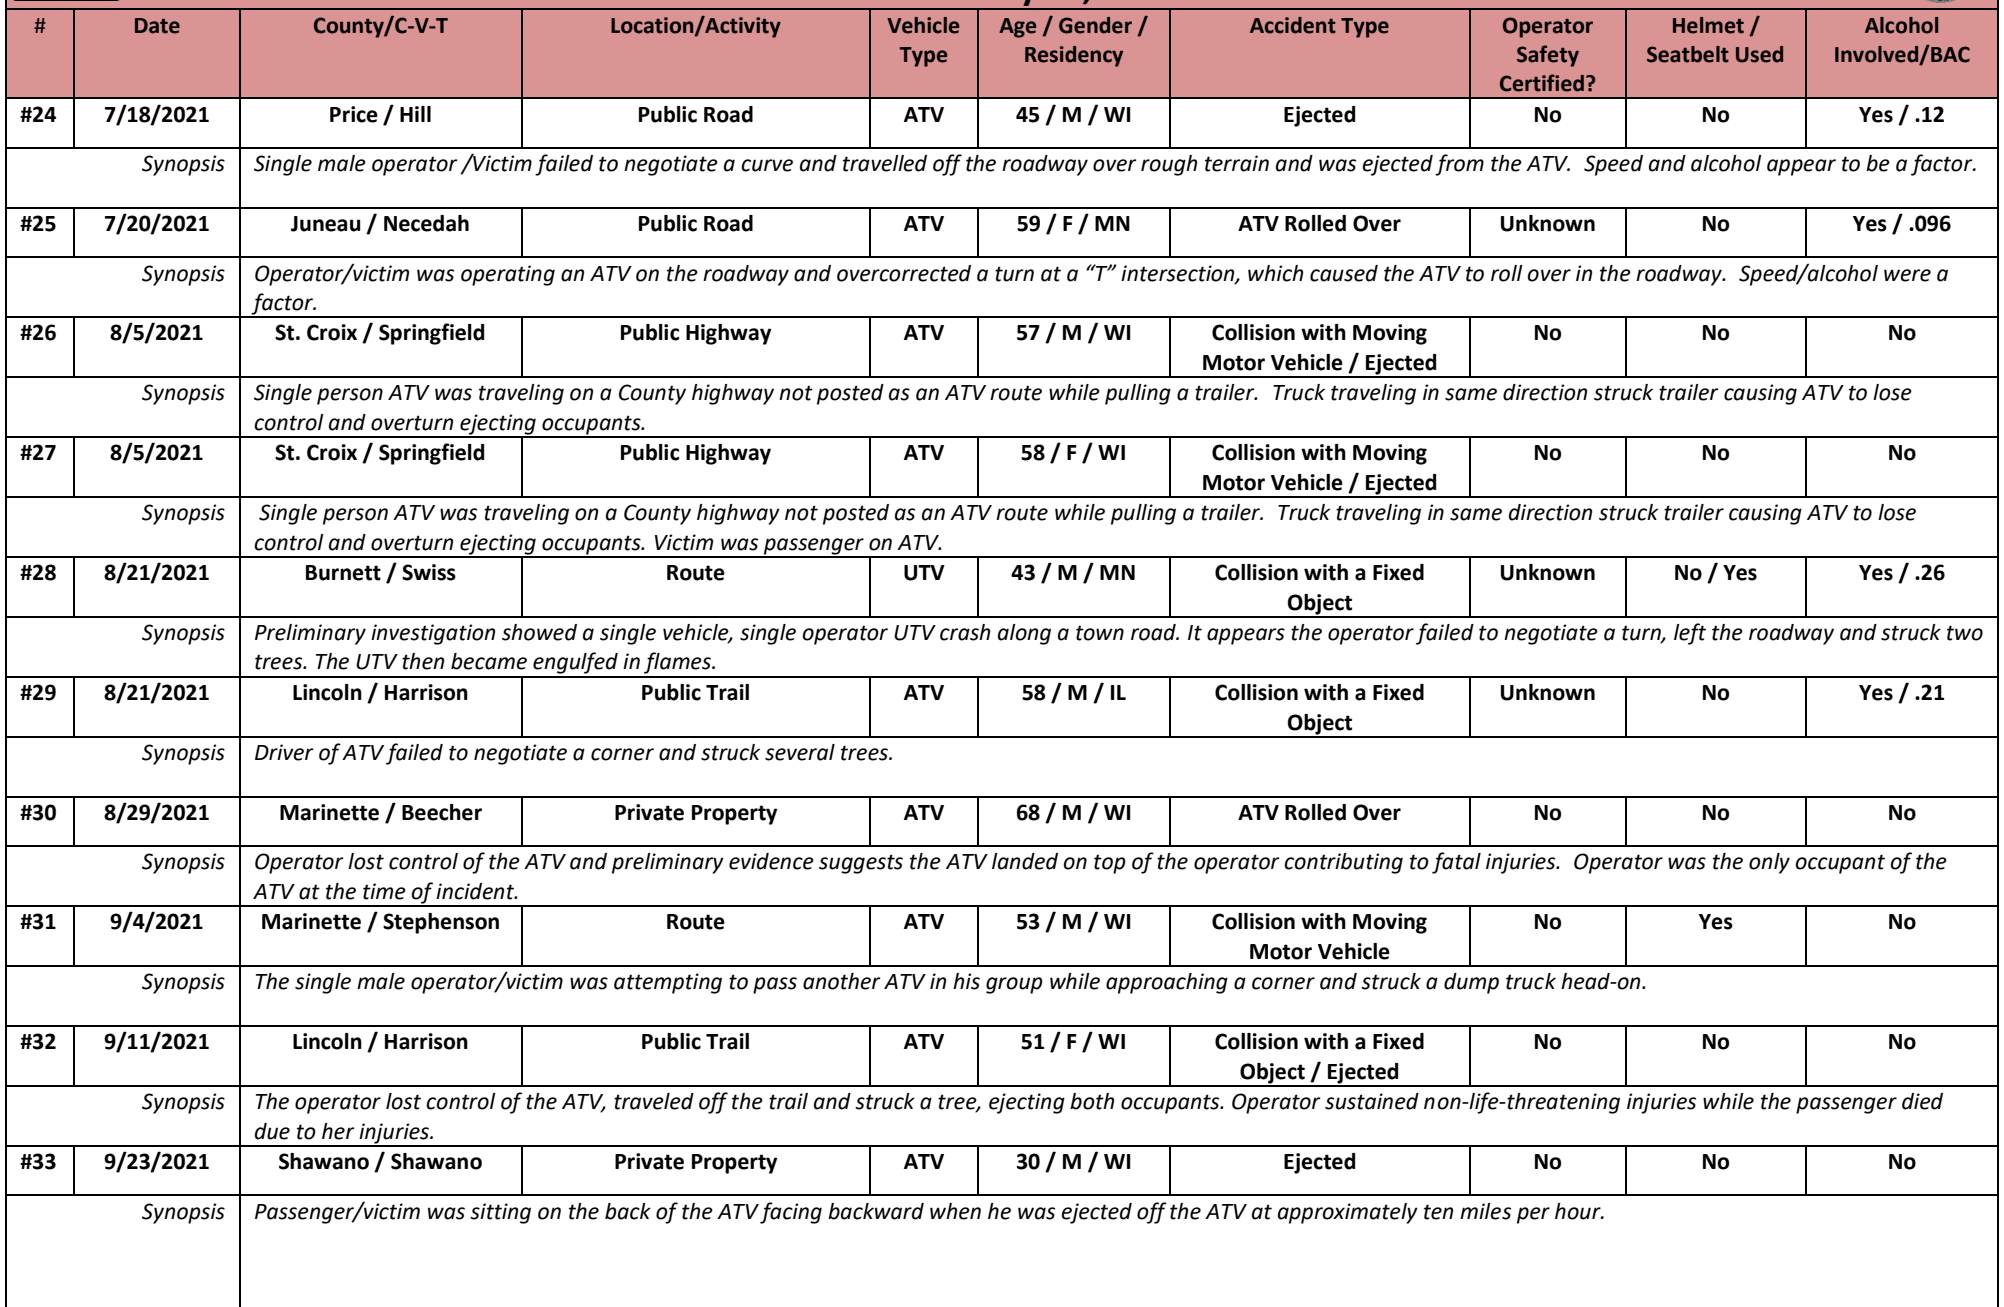 # Date County/C-V-T Location/Activity Vehicle Type Age / Gender / Residency Accident Type Operator Safety Certified? Helmet / Seatbelt Used Alcohol Involved/BAC
#24 7/18/2021 Price / Hill Public Road ATV 45 / M / WI Ejected No No Yes / .12
Synopsis Single male operator /Victim failed to negotiate a curve and travelled off the roadway over rough terrain and was ejected from the ATV.  Speed and alcohol appear to be a factor.
#25 7/20/2021 Juneau / Necedah Public Road ATV 59 / F / MN ATV Rolled Over Unknown No Yes / .096
Synopsis Operator/victim was operating an ATV on the roadway and overcorrected a turn at a “T” intersection, which caused the ATV to roll over in the roadway.  Speed/alcohol were a
factor.
#26 8/5/2021 St. Croix / Springfield Public Highway ATV 57 / M / WI Collision with Moving Motor Vehicle / Ejected No No No
Synopsis Single person ATV was traveling on a County highway not posted as an ATV route while pulling a trailer.  Truck traveling in same direction struck trailer causing ATV to lose
control and overturn ejecting occupants.
#27 8/5/2021 St. Croix / Springfield Public Highway ATV 58 / F / WI Collision with Moving Motor Vehicle / Ejected No No No
Synopsis Single person ATV was traveling on a County highway not posted as an ATV route while pulling a trailer.  Truck traveling in same direction struck trailer causing ATV to lose
control and overturn ejecting occupants. Victim was passenger on ATV.
#28 8/21/2021 Burnett / Swiss Route UTV 43 / M / MN Collision with a Fixed Object Unknown No / Yes Yes / .26
Synopsis Preliminary investigation showed a single vehicle, single operator UTV crash along a town road. It appears the operator failed to negotiate a turn, left the roadway and struck two
trees. The UTV then became engulfed in flames.
#29 8/21/2021 Lincoln / Harrison Public Trail ATV 58 / M / IL Collision with a Fixed Object Unknown No Yes / .21
Synopsis Driver of ATV failed to negotiate a corner and struck several trees.
#30 8/29/2021 Marinette / Beecher Private Property ATV 68 / M / WI ATV Rolled Over No No No
Synopsis Operator lost control of the ATV and preliminary evidence suggests the ATV landed on top of the operator contributing to fatal injuries.  Operator was the only occupant of the
ATV at the time of incident.
#31 9/4/2021 Marinette / Stephenson Route ATV 53 / M / WI Collision with Moving Motor Vehicle No Yes No
Synopsis The single male operator/victim was attempting to pass another ATV in his group while approaching a corner and struck a dump truck head-on.
#32 9/11/2021 Lincoln / Harrison Public Trail ATV 51 / F / WI Collision with a Fixed Object / Ejected No No No
Synopsis The operator lost control of the ATV, traveled off the trail and struck a tree, ejecting both occupants. Operator sustained non-life-threatening injuries while the passenger died
due to her injuries.
#33 9/23/2021 Shawano / Shawano Private Property ATV 30 / M / WI Ejected No No No
Synopsis Passenger/victim was sitting on the back of the ATV facing backward when he was ejected off the ATV at approximately ten miles per hour.